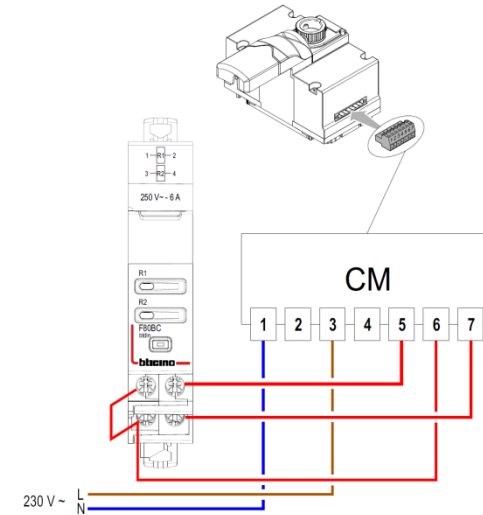 1 R1 2
3 R2 4
250 V~ - 6 A
R1
R2
F80BC
bticino
CM
1 2 3 4 5 6 7
230 V ~ L
N